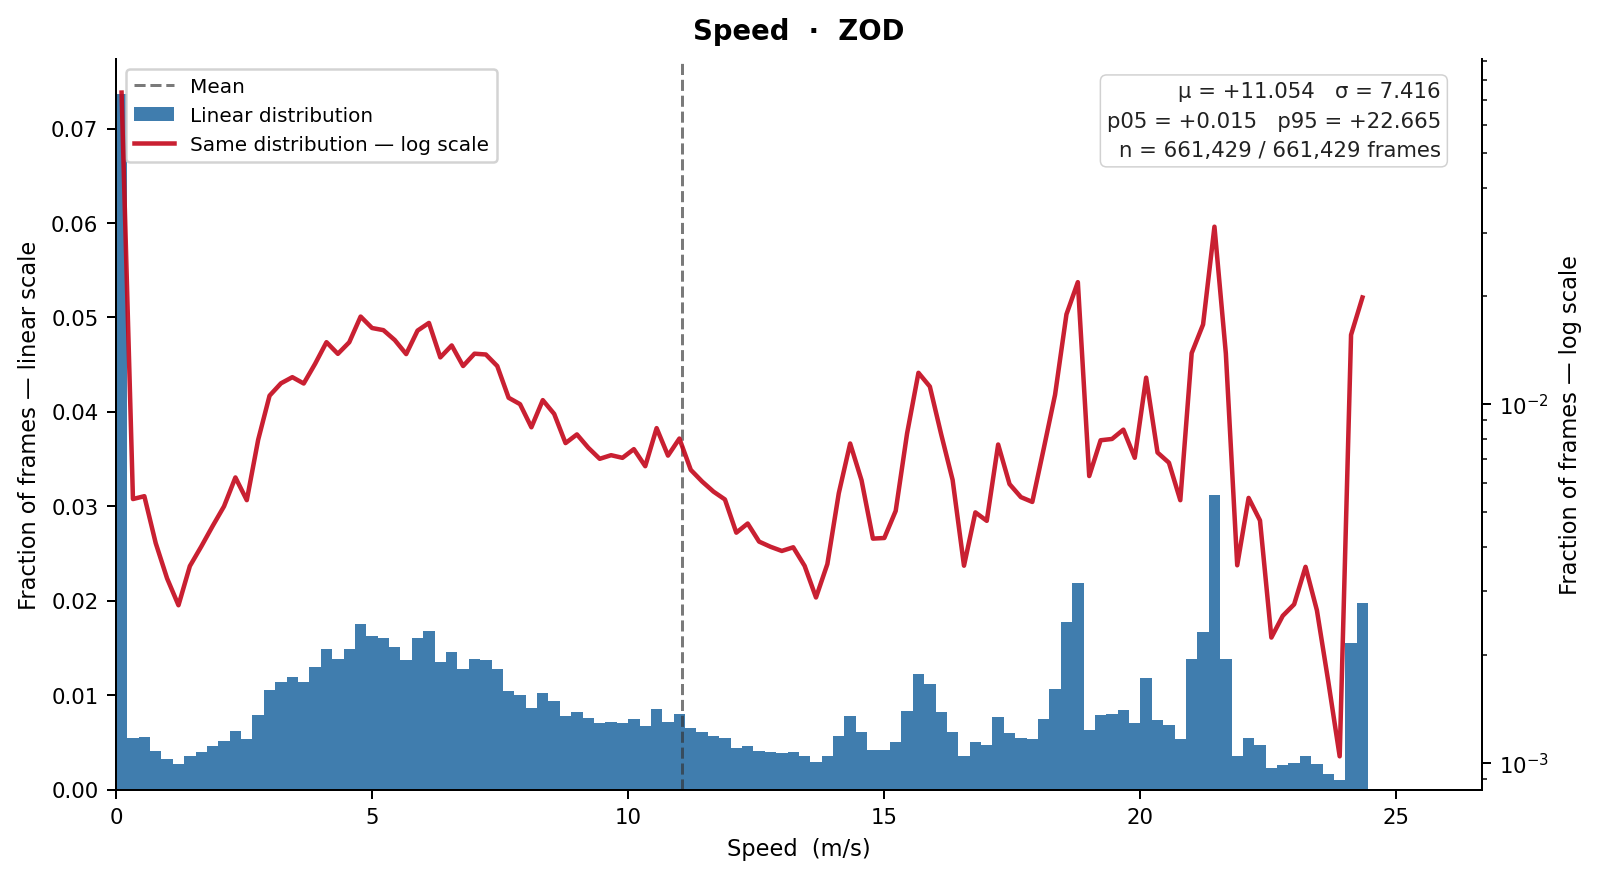 Speed · ZOD
Mean
Linear distribution
Same distribution — log scale
μ = +11.054 σ = 7.416
p05 = +0.015 p95 = +22.665
n = 661,429 / 661,429 frames
Fraction of frames — linear scale
0.07
0.06
0.05
0.04
0.03
0.02
0.01
0.00
0
5
10
15
20
25
Speed (m/s)
10⁻²
10⁻³
Fraction of frames — log scale